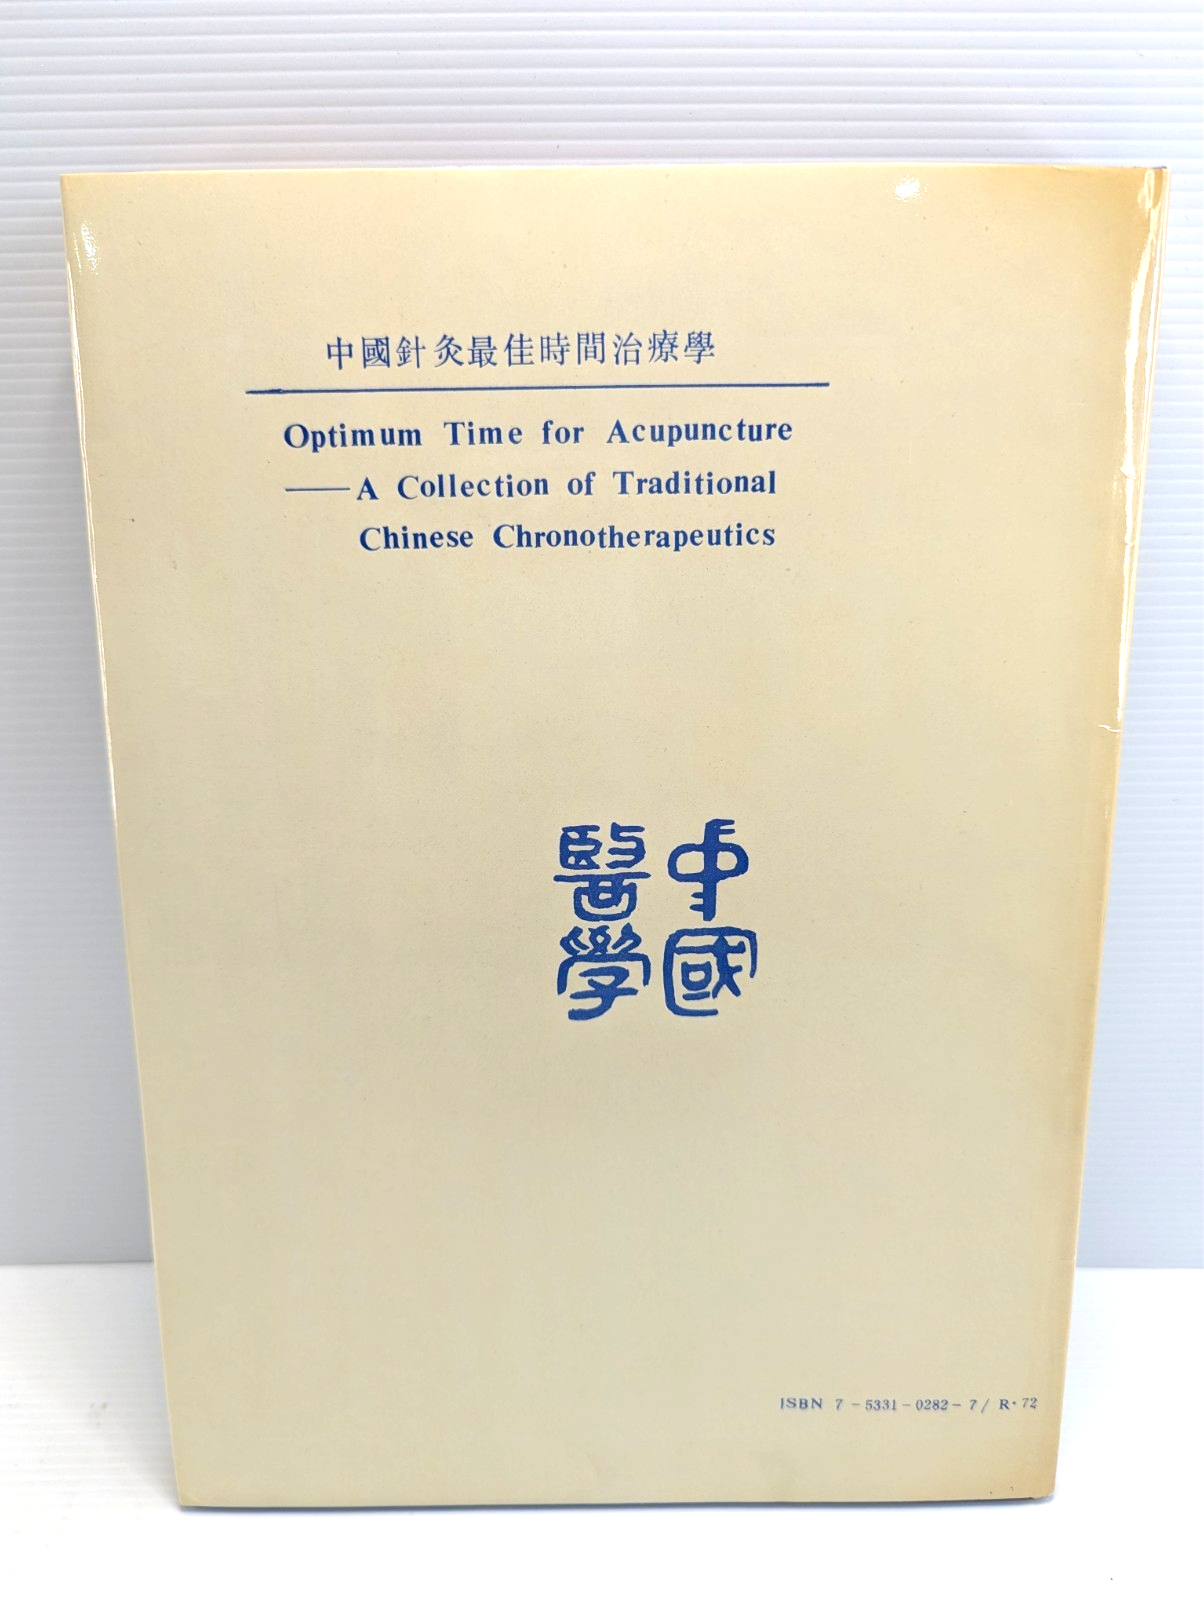 中國針灸最佳時間治療學
Optimum Time for Acupuncture
——A Collection of Traditional
Chinese Chronotherapeutics
中國
醫學
ISBN 7-5331-0282-7/R·72